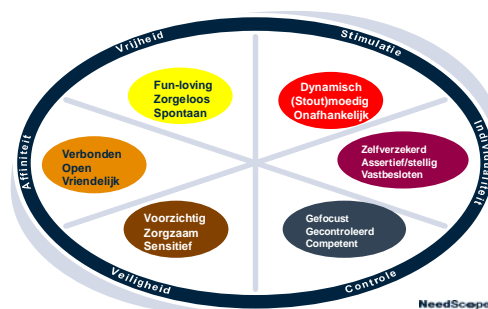 Vrijheid
Stimulatie
Fun-loving
Zorgeloos
Spontaan
Dynamisch
(Stout)moedig
Onafhankelijk
Affiniteit
Verbonden
Open
Vriendelijk
Zelfverzekerd
Assertief/stellig
Vastbesloten
Individualiteit
Voorzichtig
Zorgzaam
Sensitief
Gefocust
Gecontroleerd
Competent
Veiligheid
Controle
NeedScope